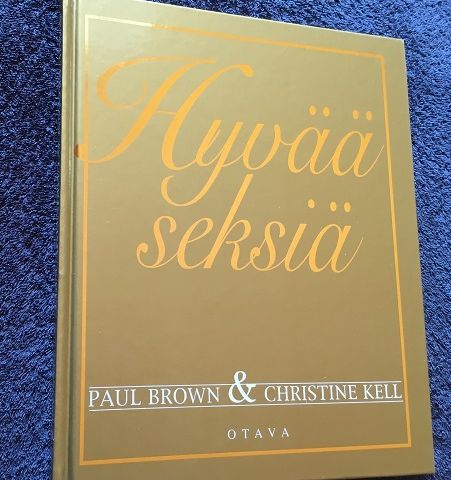 Hyvää
seksiä
PAUL BROWN & CHRISTINE KELL
OTAVA